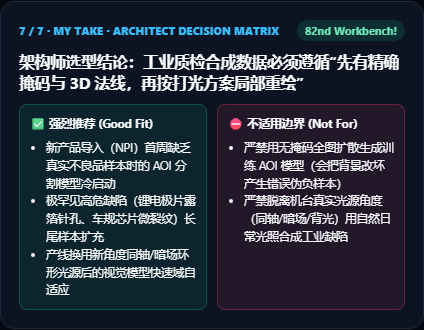 7 / 7 · MY TAKE · ARCHITECT DECISION MATRIX
82nd Workbench!
架构师选型结论：工业质检合成数据必须遵循“先有精确
掩码与 3D 法线，再按打光方案局部重绘”
✅ 强烈推荐 (Good Fit)
• 新产品导入（NPI）首周缺乏
真实不良品样本时的 AOI 分
割模型冷启动
• 极罕见高危缺陷（锂电极片露
箔针孔、车规芯片微裂纹）长
尾样本扩充
• 产线换用新角度同轴/暗场环
形光源后的视觉模型快速域自
适应
⛔ 不适用边界 (Not For)
• 严禁用无掩码全图扩散生成训
练 AOI 模型（会把背景改坏
产生错误伪负样本）
• 严禁脱离机台真实光源角度
（同轴/暗场/背光）用自然日
常光照合成工业缺陷